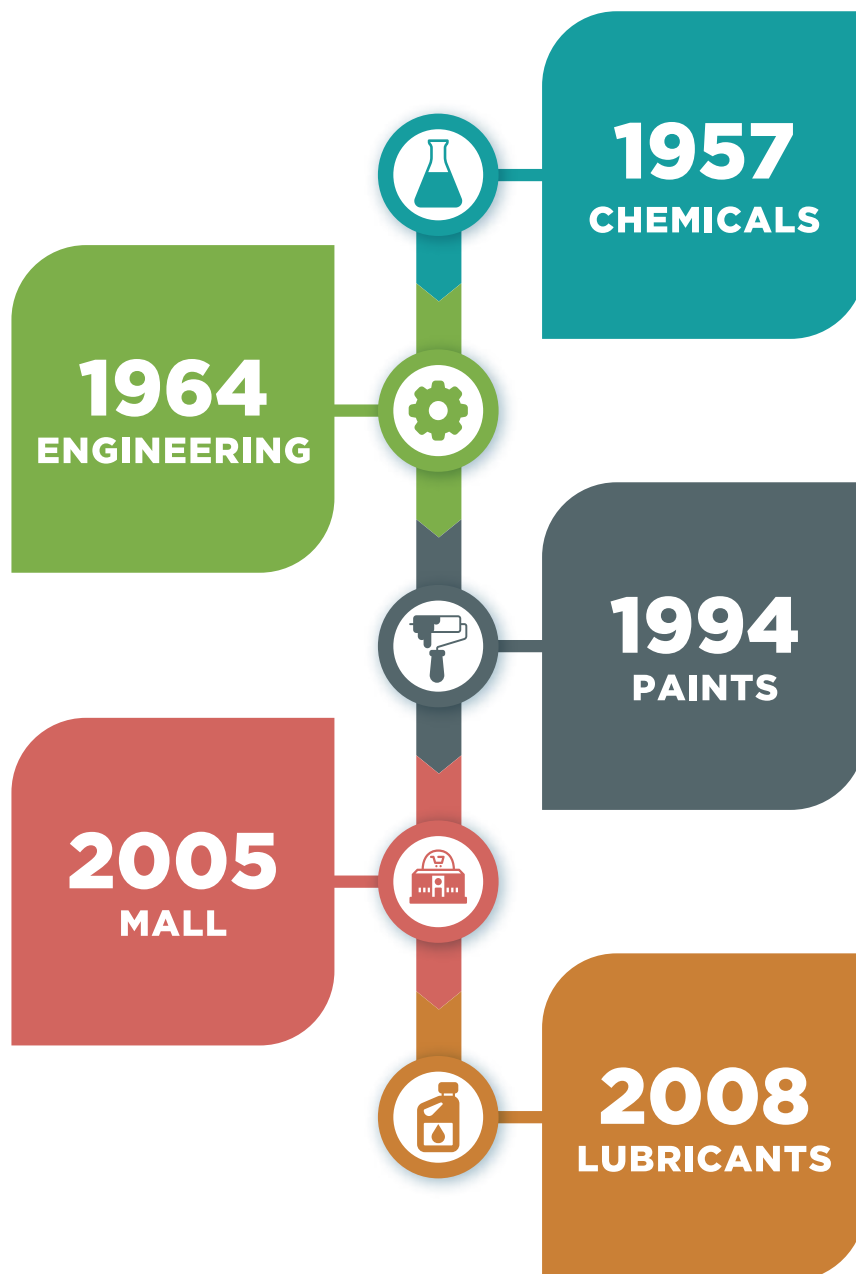 1957
CHEMICALS
1964
ENGINEERING
1994
PAINTS
2005
MALL
2008
LUBRICANTS